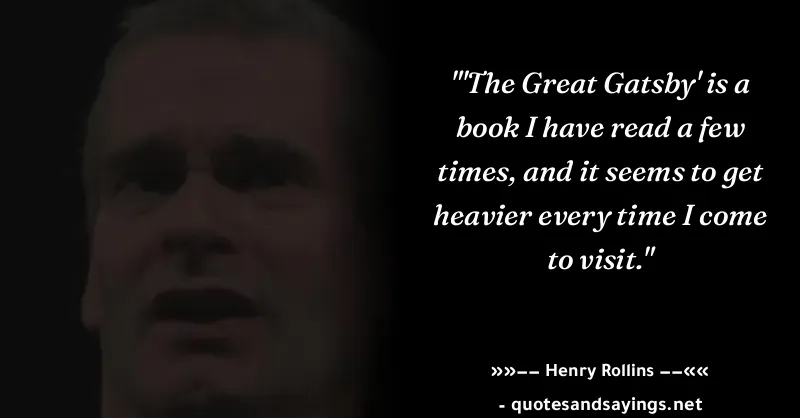 "'The Great Gatsby' is a
book I have read a few
times, and it seems to get
heavier every time I come
to visit."
»»–– Henry Rollins ––««
- quotesandsayings.net